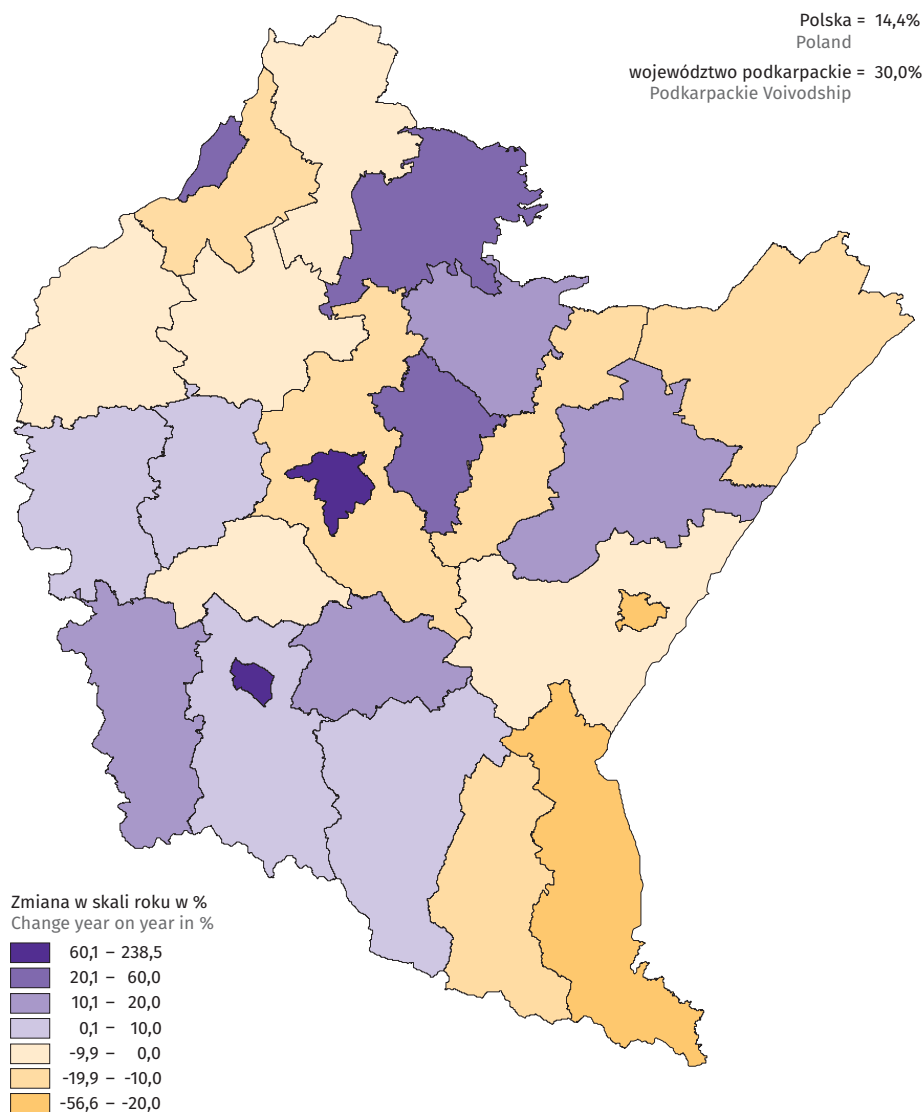 Polska = 14,4%
Poland
województwo podkarpackie = 30,0%
Podkarpackie Voivodship
Zmiana w skali roku w %
Change year on year in %
60,1 – 238,5
20,1 – 60,0
10,1 – 20,0
0,1 – 10,0
-9,9 – 0,0
-19,9 – -10,0
-56,6 – -20,0